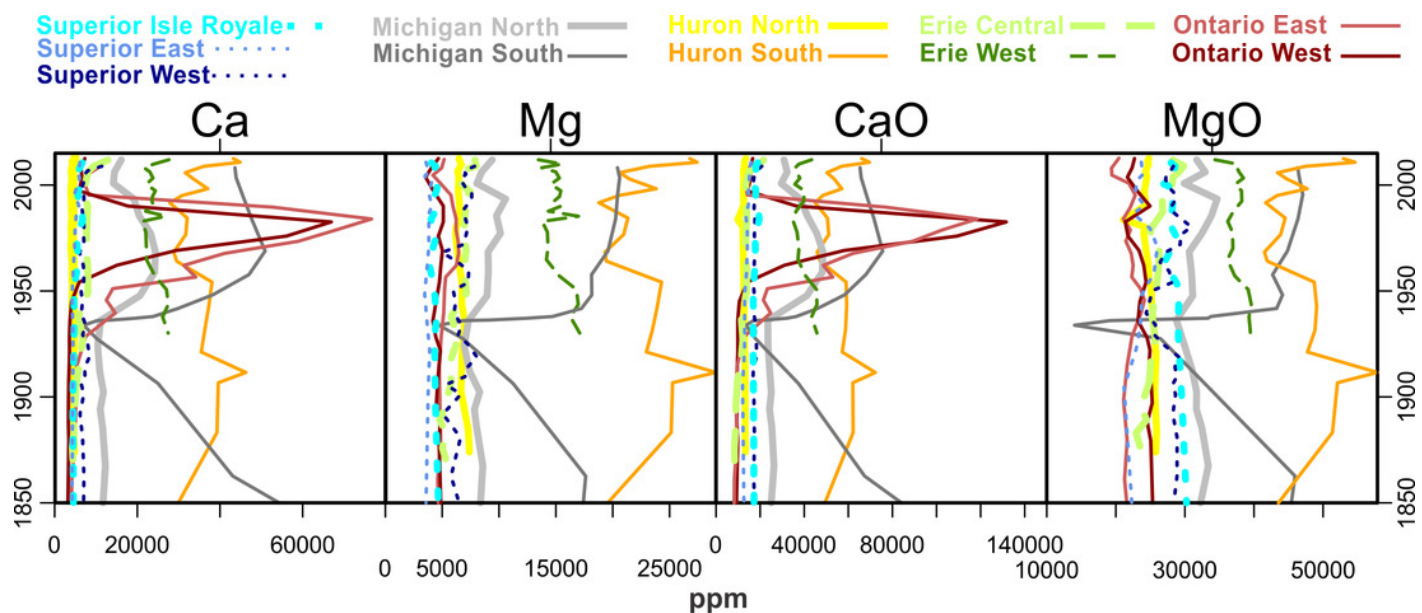 Superior Isle Royale Michigan North Huron North Erie Central Ontario East
Superior East Michigan South Huron South Erie West Ontario West
Superior West
Ca Mg CaO MgO
2000 2000
1950 1950
1900 1900
1850 1850
0 20000 60000 0 40000 80000 140000
0 5000 15000 25000 10000 30000 50000
ppm